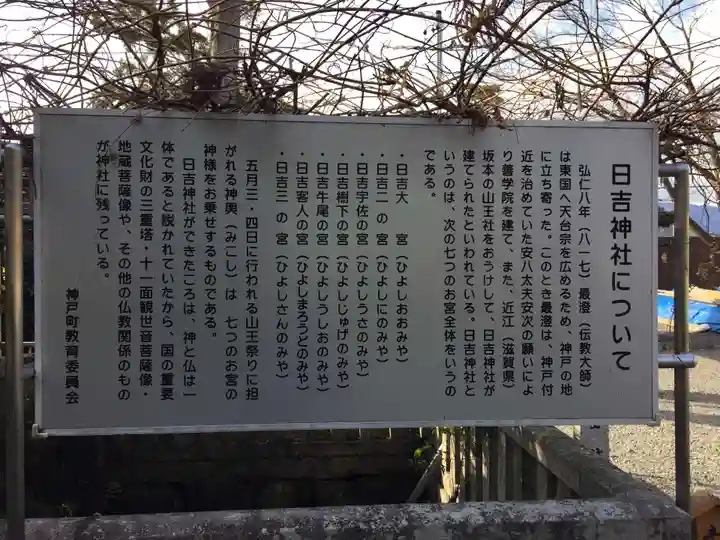 日吉神社について
弘仁八年（八一七）最澄（伝教大師）
は東国へ天台宗を広めるため、神戸の地
に立ち寄った。このとき最澄は、神戸付
近を治めていた安八太夫安次の願いによ
り善学院を建て、また、近江（滋賀県）
坂本の山王社をおうけして、日吉神社が
建てられたといわれている。日吉神社と
いうのは、次の七つのお宮全体をいうの
である。
・日吉大　宮（ひよしおおみや）
・日吉二　の　宮（ひよしにのみや）
・日吉宇佐の宮（ひよしうさのみや）
・日吉樹下の宮（ひよしじゅげのみや）
・日吉牛尾の宮（ひよしうしおのみや）
・日吉客人の宮（ひよしまろうどのみや）
・日吉三　の　宮（ひよしさんのみや）
五月三・四日に行われる山王祭りに担
がれる神輿（みこし）は　七つのお宮の
神様をお乗せするものである。
日吉神社ができたころは、神と仏は一
体であると説かれていたから、国の重要
文化財の三重塔・十一面観世音菩薩像・
地蔵菩薩像や、その他の仏教関係のもの
が神社に残っている。
神戸町教育委員会